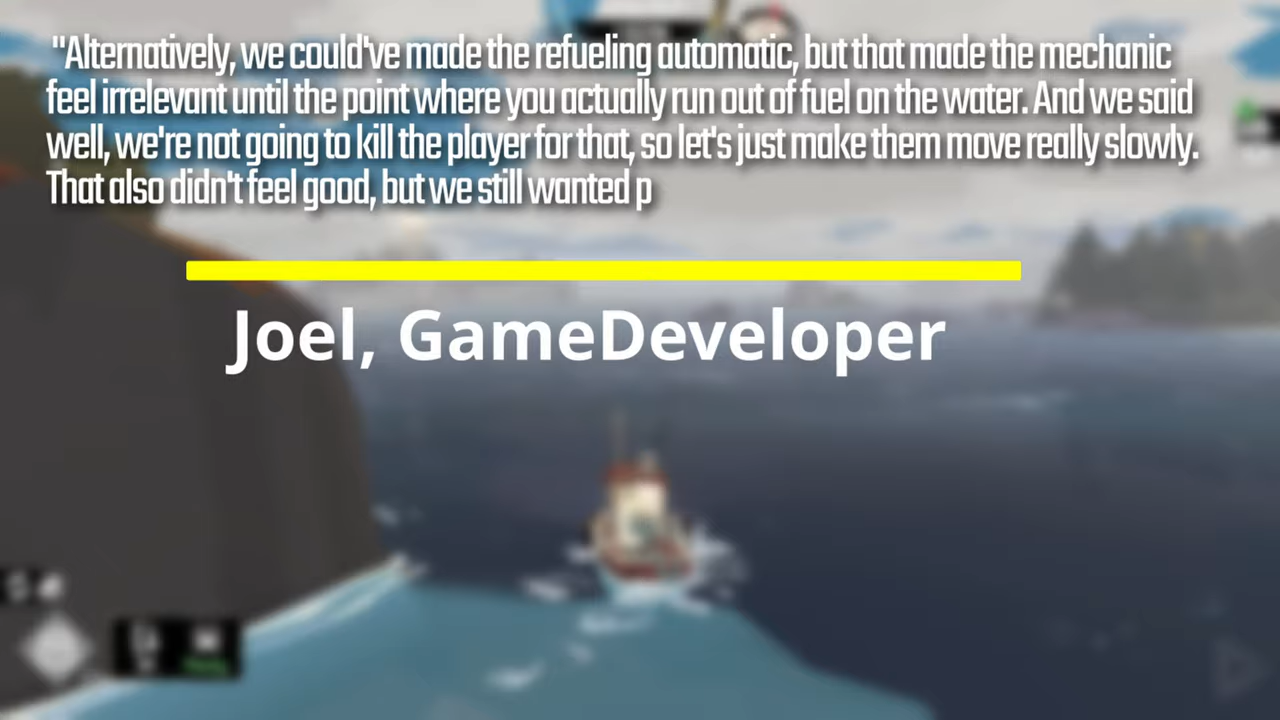 "Alternatively, we could've made the refueling automatic, but that made the mechanic
feel irrelevant until the point where you actually run out of fuel on the water. And we said
well, we're not going to kill the player for that, so let's just make them move really slowly.
That also didn't feel good, but we still wanted p
Joel, GameDeveloper